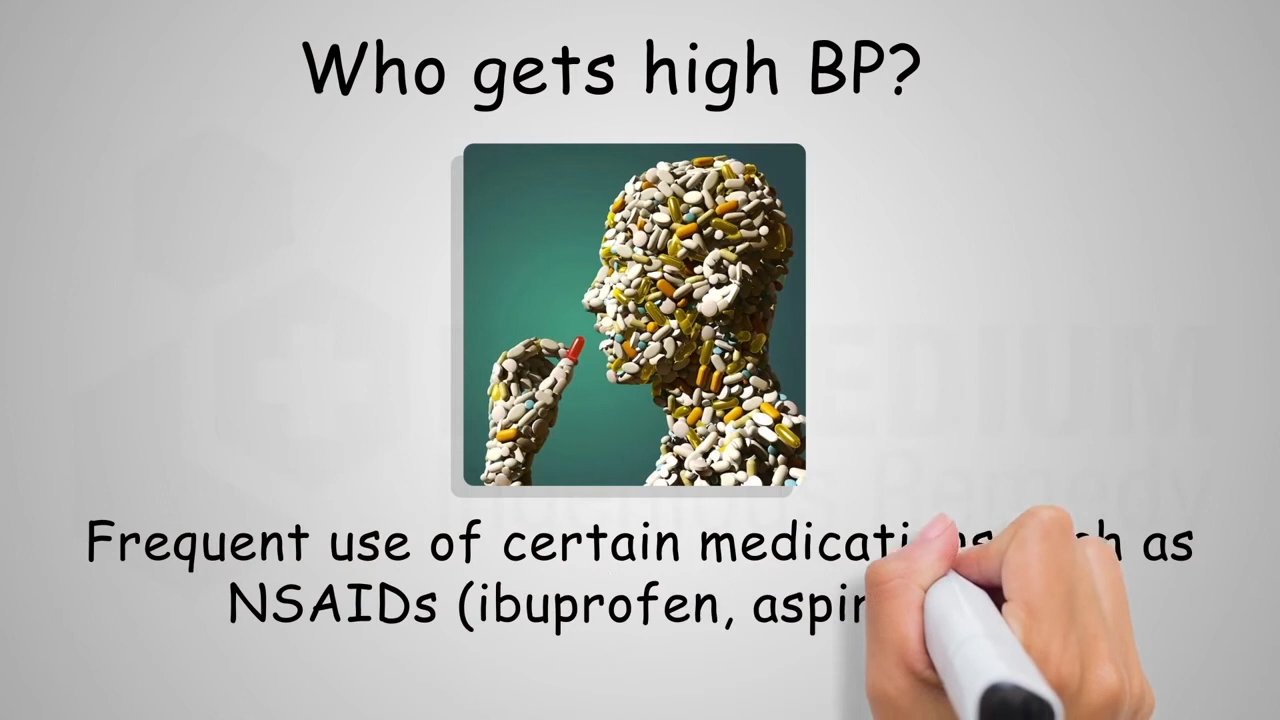 Who gets high BP?
Frequent use of certain as
NSAIDs (ibuprofen,